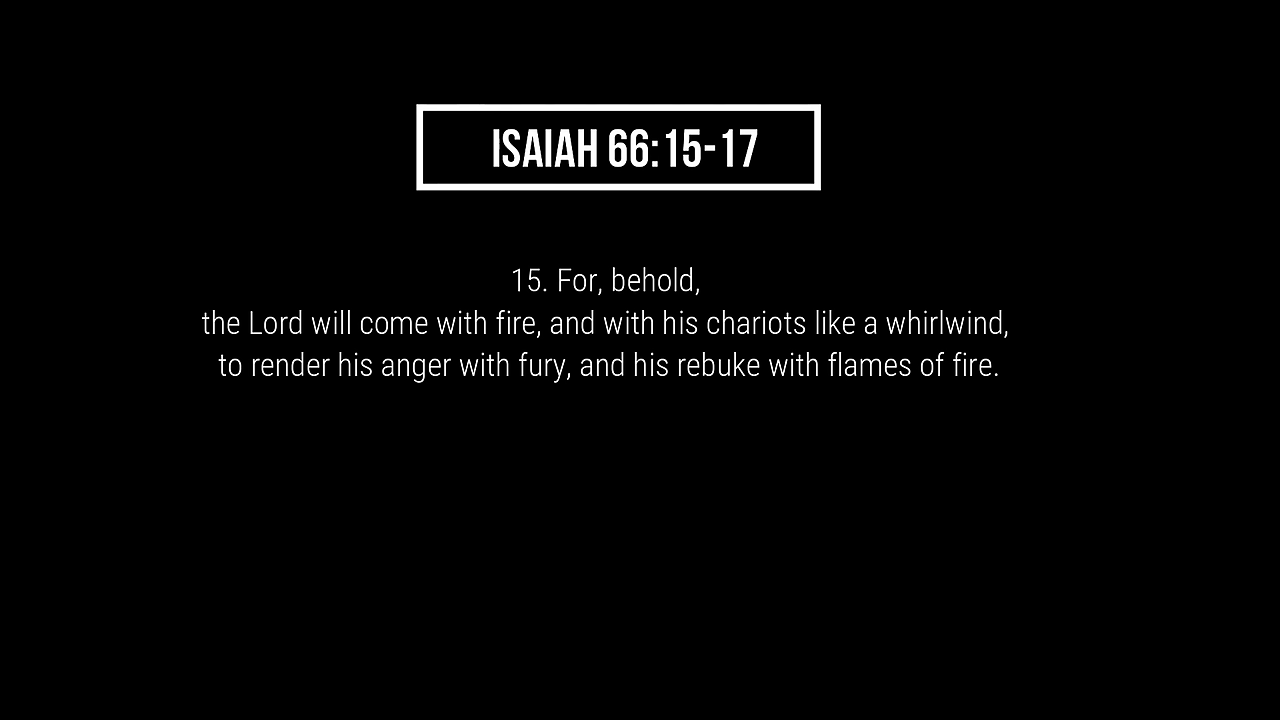 ISAIAH 66:15-17
15. For, behold,
the Lord will come with fire, and with his chariots like a whirlwind,
to render his anger with fury, and his rebuke with flames of fire.